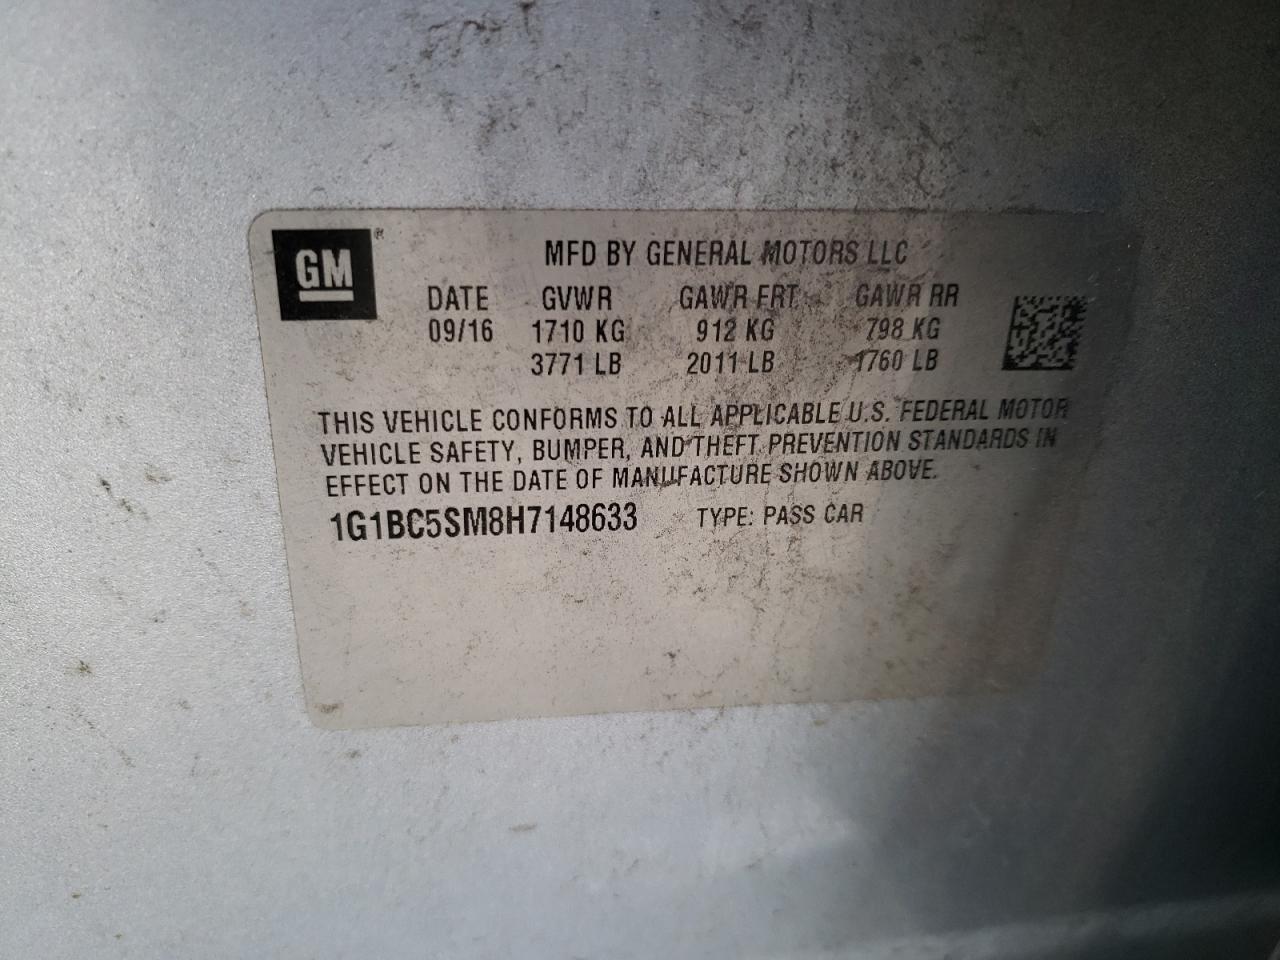 GM®
MFD BY GENERAL MOTORS LLC
DATE GVWR GAWR FRT GAWR RR
09/16 1710 KG 912 KG 798 KG
3771 LB 2011 LB 1760 LB
THIS VEHICLE CONFORMS TO ALL APPLICABLE U.S. FEDERAL MOTOR
VEHICLE SAFETY, BUMPER, AND THEFT PREVENTION STANDARDS IN
EFFECT ON THE DATE OF MANUFACTURE SHOWN ABOVE.
1G1BC5SM8H7148633 TYPE: PASS CAR